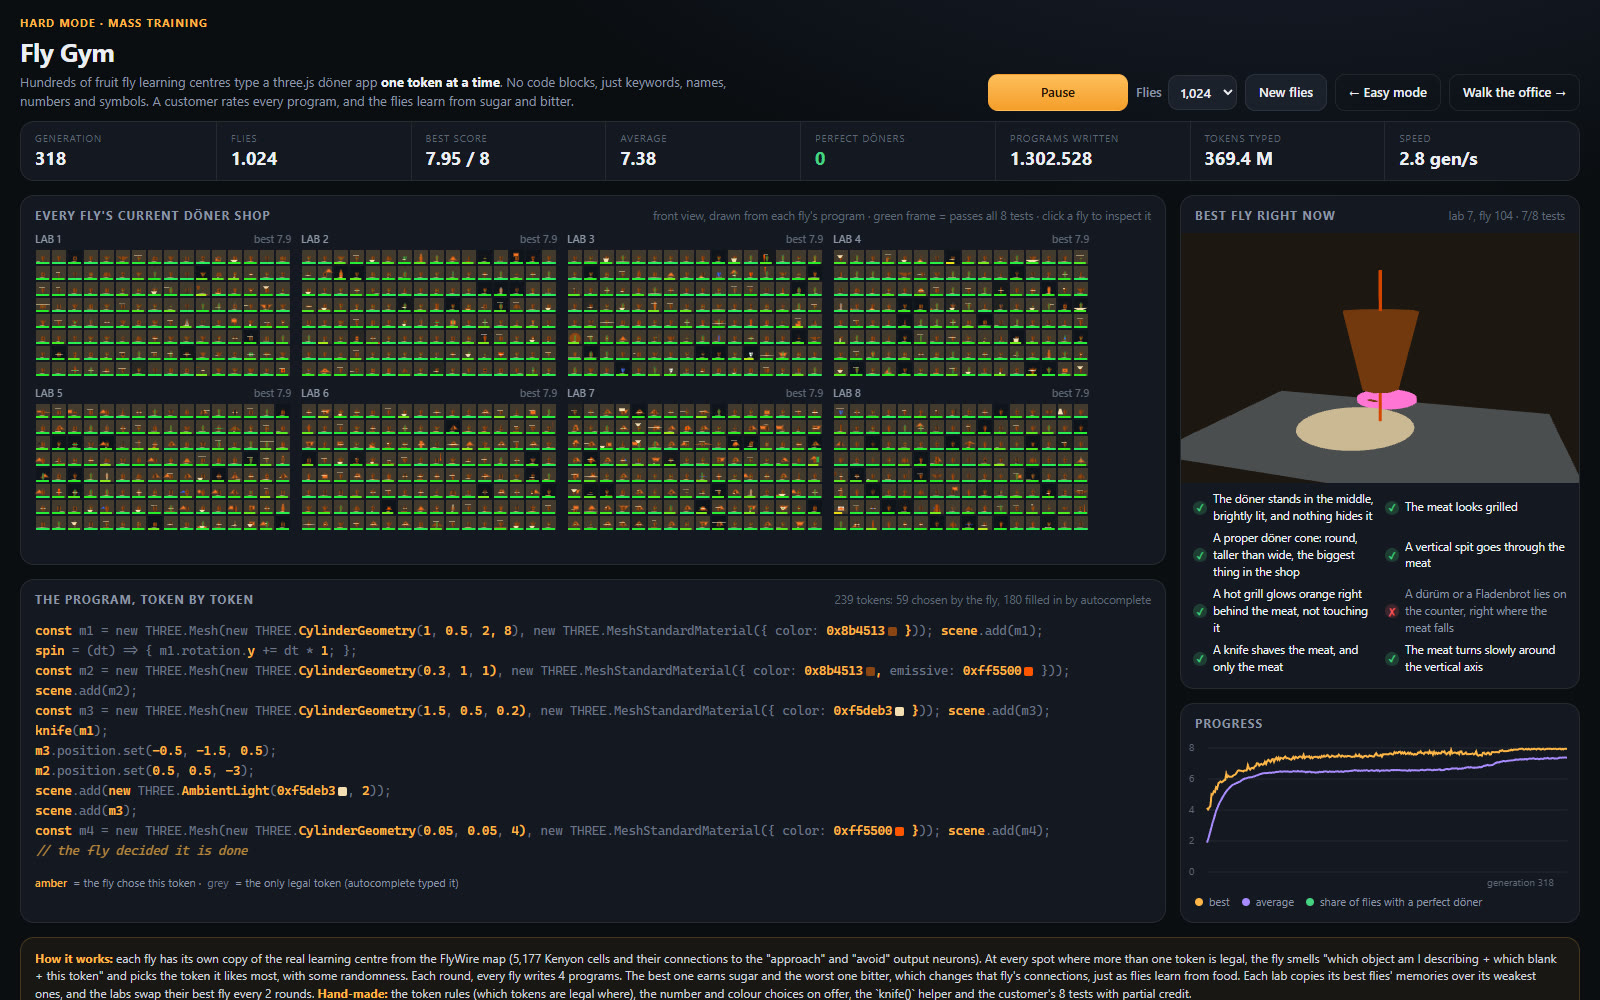 HARD MODE · MASS TRAINING
Fly Gym
Hundreds of fruit fly learning centres type a three.js döner app one token at a time. No code blocks, just keywords, names,
numbers and symbols. A customer rates every program, and the flies learn from sugar and bitter.
Pause
Flies
1,024
New flies
← Easy mode
Walk the office →
GENERATION
318
FLIES
1.024
BEST SCORE
7.95 / 8
AVERAGE
7.38
PERFECT DÖNERS
0
PROGRAMS WRITTEN
1.302.528
TOKENS TYPED
369.4 M
SPEED
2.8 gen/s
EVERY FLY'S CURRENT DÖNER SHOP
front view, drawn from each fly's program · green frame = passes all 8 tests · click a fly to inspect it
LAB 1 best 7.9
LAB 2 best 7.9
LAB 3 best 7.9
LAB 4 best 7.9
LAB 5 best 7.9
LAB 6 best 7.9
LAB 7 best 7.9
LAB 8 best 7.9
THE PROGRAM, TOKEN BY TOKEN
239 tokens: 59 chosen by the fly, 180 filled in by autocomplete
const m1 = new THREE.Mesh(new THREE.CylinderGeometry(1, 0.5, 2, 8), new THREE.MeshStandardMaterial({ color: 0x8b4513 })); scene.add(m1);
spin = (dt) => { m1.rotation.y += dt * 1; };
const m2 = new THREE.Mesh(new THREE.CylinderGeometry(0.3, 1, 1), new THREE.MeshStandardMaterial({ color: 0x8b4513, emissive: 0xff5500 }));
scene.add(m2);
const m3 = new THREE.Mesh(new THREE.CylinderGeometry(1.5, 0.5, 0.2), new THREE.MeshStandardMaterial({ color: 0xf5deb3 })); scene.add(m3);
knife(m1);
m3.position.set(−0.5, −1.5, 0.5);
m2.position.set(0.5, 0.5, −3);
scene.add(new THREE.AmbientLight(0xf5deb3, 2));
scene.add(m3);
const m4 = new THREE.Mesh(new THREE.CylinderGeometry(0.05, 0.05, 4), new THREE.MeshStandardMaterial({ color: 0xff5500 })); scene.add(m4);
// the fly decided it is done
amber = the fly chose this token · grey = the only legal token (autocomplete typed it)
BEST FLY RIGHT NOW
lab 7, fly 104 · 7/8 tests
The döner stands in the middle,
brightly lit, and nothing hides it
The meat looks grilled
A proper döner cone: round,
taller than wide, the biggest
thing in the shop
A vertical spit goes through the
meat
A hot grill glows orange right
behind the meat, not touching
it
A dürüm or a Fladenbrot lies on
the counter, right where the
meat falls
A knife shaves the meat, and
only the meat
The meat turns slowly around
the vertical axis
PROGRESS
8
6
4
2
0
generation 318
best
average
share of flies with a perfect döner
How it works: each fly has its own copy of the real learning centre from the FlyWire map (5,177 Kenyon cells and their connections to the "approach" and "avoid" output neurons). At every spot where more than one token is legal, the fly smells "which object am I describing + which blank
+ this token" and picks the token it likes most, with some randomness. Each round, every fly writes 4 programs. The best one earns sugar and the worst one bitter, which changes that fly's connections, just as flies learn from food. Each lab copies its best flies' memories over its weakest
ones, and the labs swap their best fly every 2 rounds. Hand-made: the token rules (which tokens are legal where), the number and colour choices on offer, the `knife()` helper and the customer's 8 tests with partial credit.